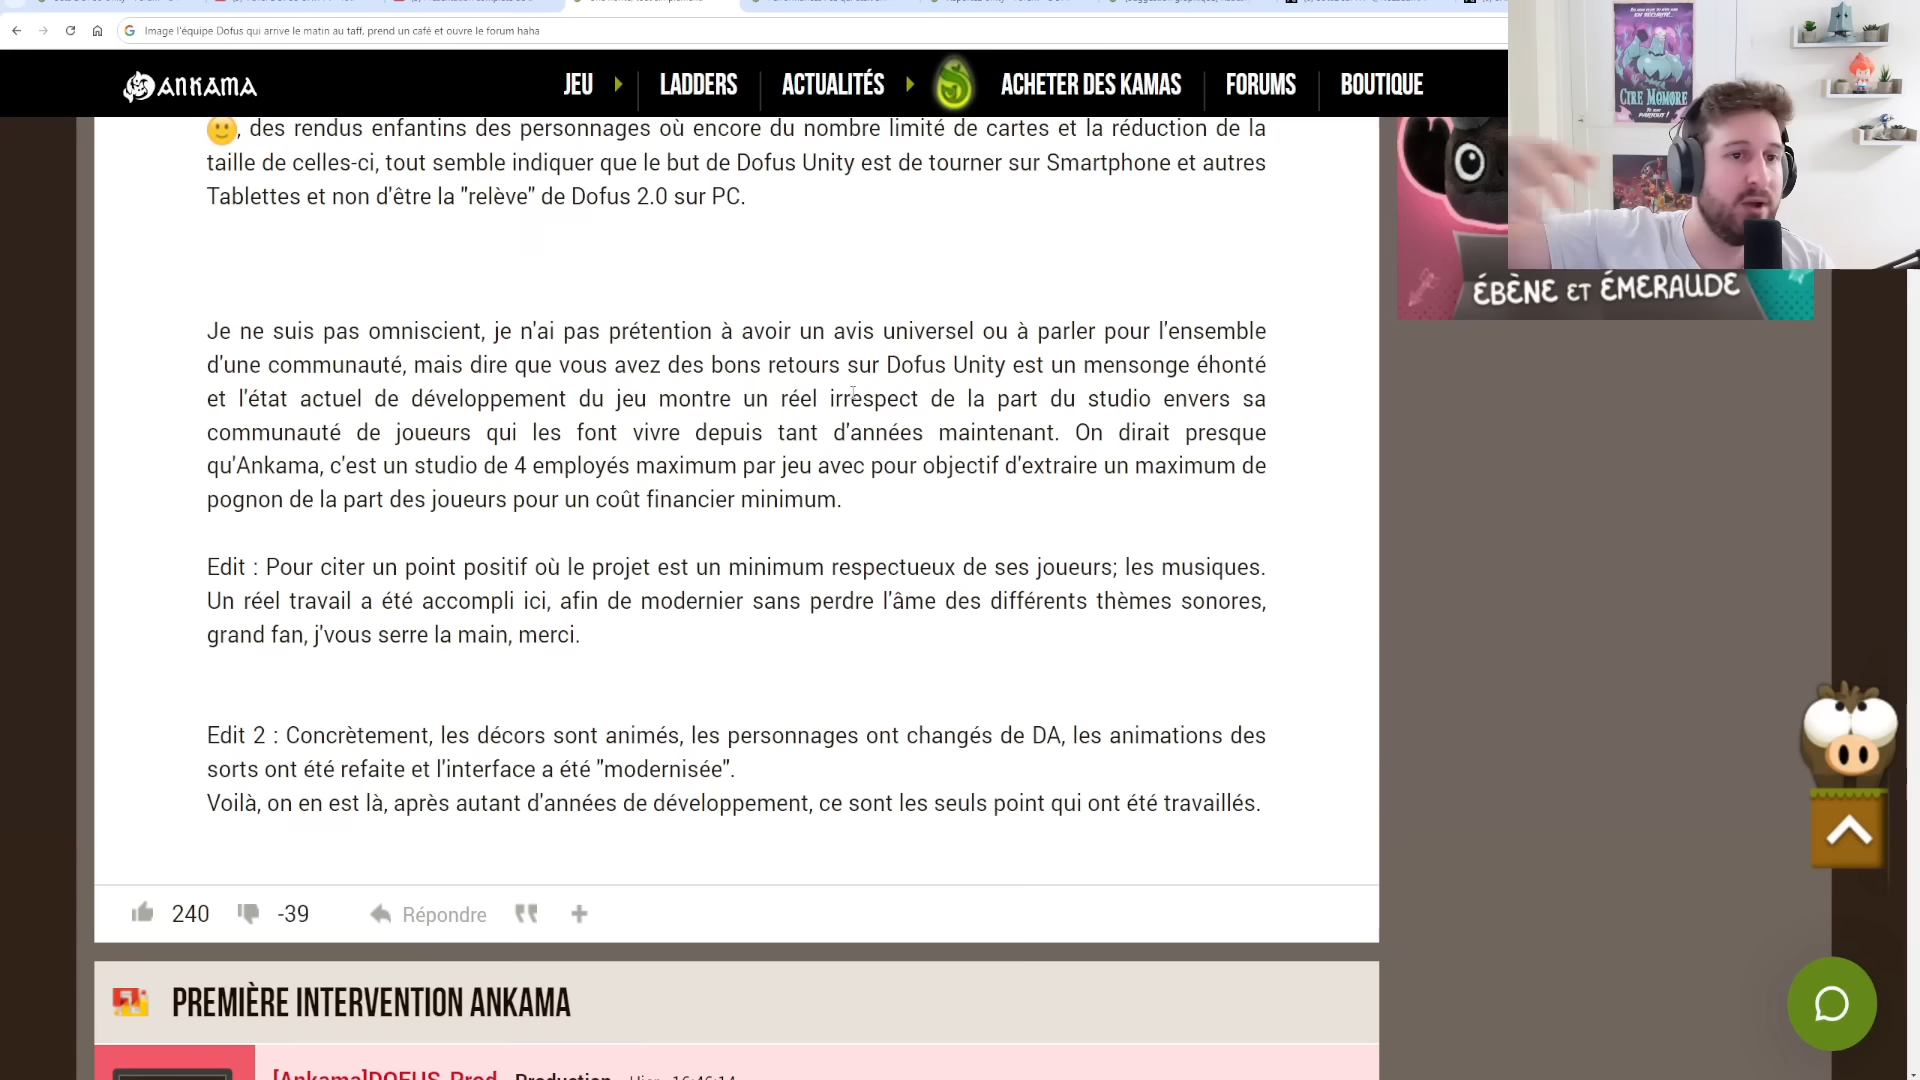 Image l'équipe Dofus qui arrive le matin au taff, prend un café et ouvre le forum haha
ANKAMA
JEU
LADDERS
ACTUALITÉS
ACHETER DES KAMAS
FORUMS
BOUTIQUE
CIRE MOMORE
PARTOUT !
, des rendus enfantins des personnages où encore du nombre limité de cartes et la réduction de la
taille de celles-ci, tout semble indiquer que le but de Dofus Unity est de tourner sur Smartphone et autres
Tablettes et non d'être la "relève" de Dofus 2.0 sur PC.
ÉBÈNE ET ÉMERAUDE
Je ne suis pas omniscient, je n'ai pas prétention à avoir un avis universel ou à parler pour l'ensemble
d'une communauté, mais dire que vous avez des bons retours sur Dofus Unity est un mensonge éhonté
et l'état actuel de développement du jeu montre un réel irrespect de la part du studio envers sa
communauté de joueurs qui les font vivre depuis tant d'années maintenant. On dirait presque
qu'Ankama, c'est un studio de 4 employés maximum par jeu avec pour objectif d'extraire un maximum de
pognon de la part des joueurs pour un coût financier minimum.
Edit : Pour citer un point positif où le projet est un minimum respectueux de ses joueurs; les musiques.
Un réel travail a été accompli ici, afin de modernier sans perdre l'âme des différents thèmes sonores,
grand fan, j'vous serre la main, merci.
Edit 2 : Concrètement, les décors sont animés, les personnages ont changés de DA, les animations des
sorts ont été refaite et l'interface a été "modernisée".
Voilà, on en est là, après autant d'années de développement, ce sont les seuls point qui ont été travaillés.
240
-39
Répondre
PREMIÈRE INTERVENTION ANKAMA
[Ankama]DOFUS-Prod - Production - Hier - 16:46:14